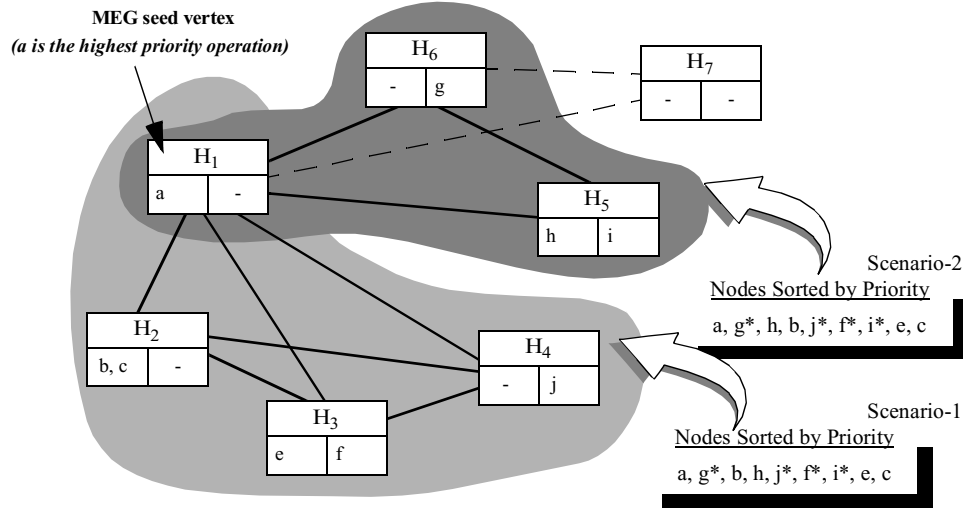 MEG seed vertex
(a is the highest priority operation)
H6
- g
H7
- -
H1
a -
H5
h i
Scenario-2
Nodes Sorted by Priority
a, g*, h, b, j*, f*, i*, e, c
H2
b, c -
H4
- j
H3
e f
Scenario-1
Nodes Sorted by Priority
a, g*, b, h, j*, f*, i*, e, c